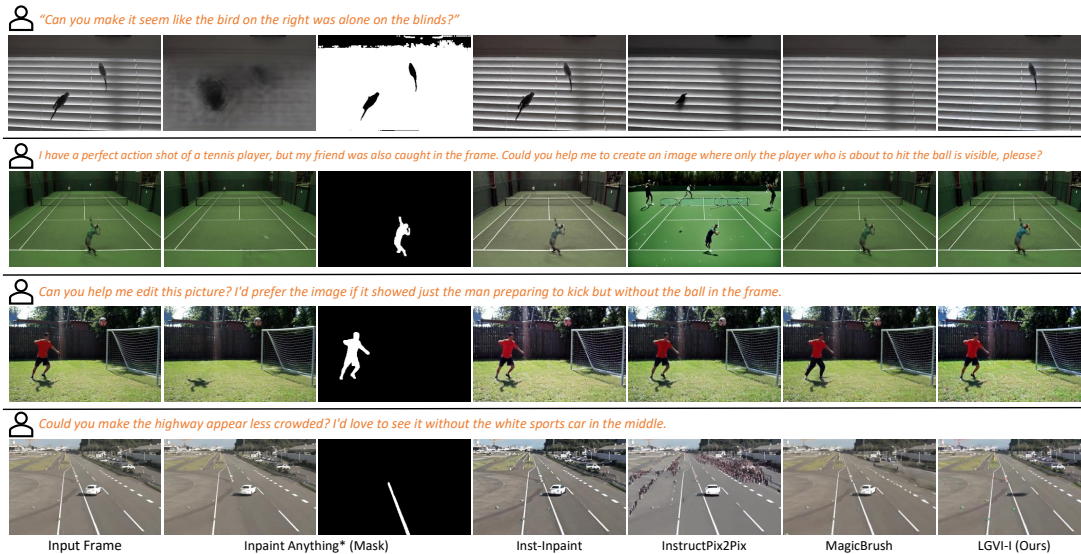 “Can you make it seem like the bird on the right was alone on the blinds?”
I have a perfect action shot of a tennis player, but my friend was also caught in the frame. Could you help me to create an image where only the player who is about to hit the ball is visible, please?
Can you help me edit this picture? I'd prefer the image if it showed just the man preparing to kick but without the ball in the frame.
Could you make the highway appear less crowded? I'd love to see it without the white sports car in the middle.
Input Frame Inpaint Anything* (Mask) Inst-Inpaint InstructPix2Pix MagicBrush LGVI-I (Ours)